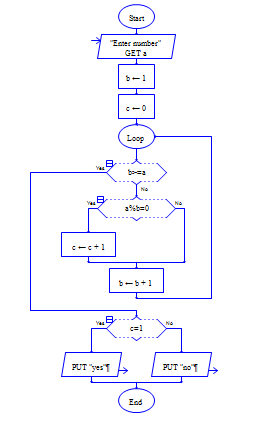 Start
"Enter number"
GET a
b ← 1
c ← 0
Loop
Yes
b>=a
No
Yes
a%b=0
No
c ← c + 1
b ← b + 1
Yes
c=1
No
PUT "yes"¶
PUT "no"¶
End